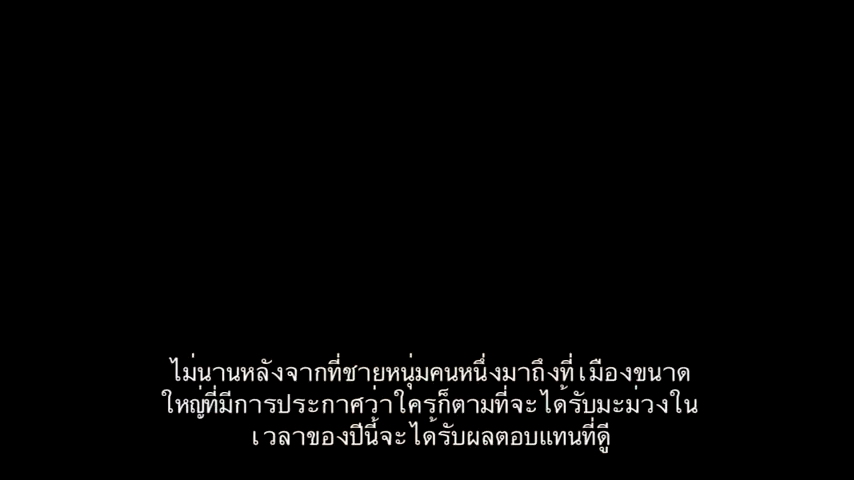 ไม่นานหลังจากที่ชายหนุ่มคนหนึ่งมาถึงที่เมืองขนาด
ใหญ่ที่มีการประกาศว่าใครก็ตามที่จะได้รับมะม่วงใน
เวลาของปีนี้จะได้รับผลตอบแทนที่ดี